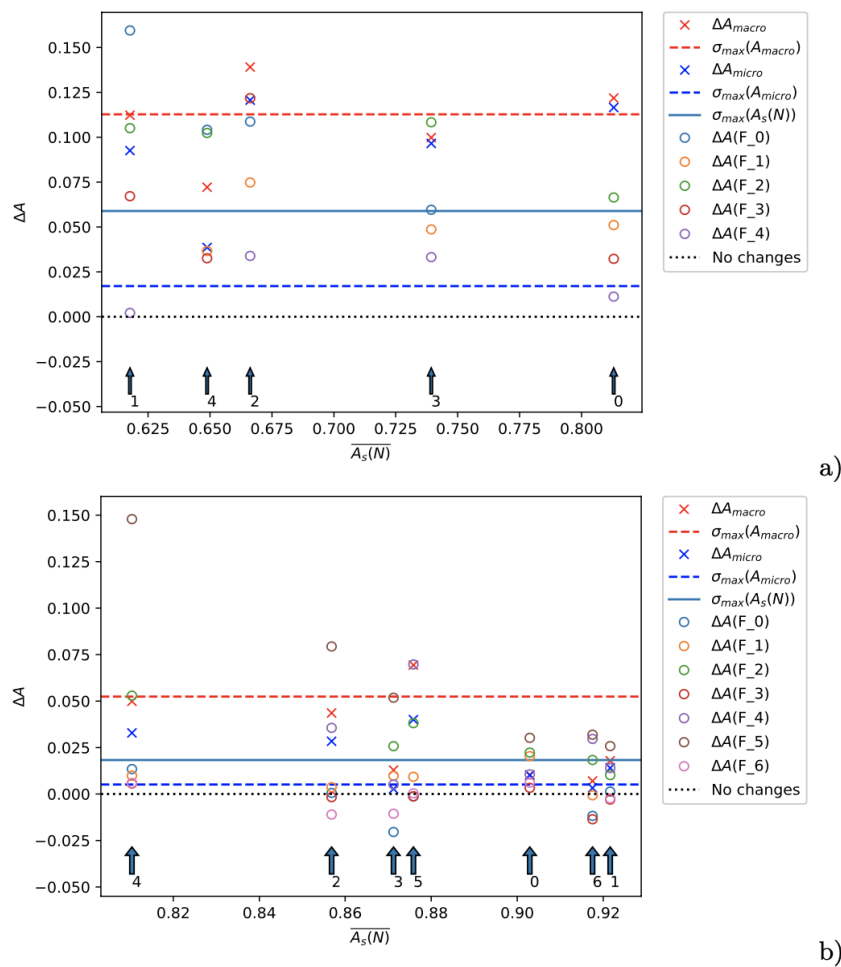 0.150
0.125
0.100
0.075
0.050
0.025
0.000
−0.025
−0.050
ΔA
1
4
2
3
0
0.625
0.650
0.675
0.700
0.725
0.750
0.775
0.800
A_s(N)
ΔA_macro
σ_max(A_macro)
ΔA_micro
σ_max(A_micro)
σ_max(A_s(N))
ΔA(F_0)
ΔA(F_1)
ΔA(F_2)
ΔA(F_3)
ΔA(F_4)
No changes
a)
0.150
0.125
0.100
0.075
0.050
0.025
0.000
−0.025
−0.050
ΔA
4
2
3
5
0
6
1
0.82
0.84
0.86
0.88
0.90
0.92
A_s(N)
ΔA_macro
σ_max(A_macro)
ΔA_micro
σ_max(A_micro)
σ_max(A_s(N))
ΔA(F_0)
ΔA(F_1)
ΔA(F_2)
ΔA(F_3)
ΔA(F_4)
ΔA(F_5)
ΔA(F_6)
No changes
b)